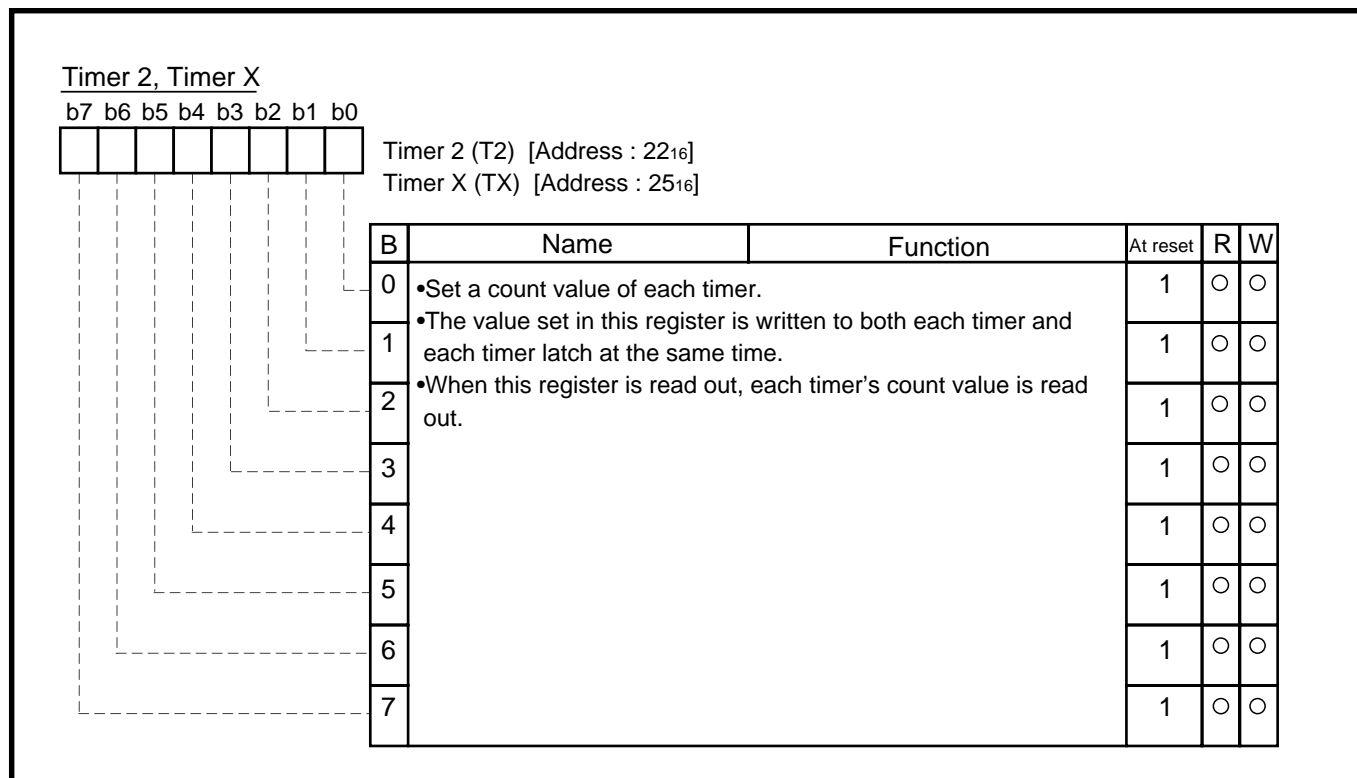 Timer 2, Timer X
b7 b6 b5 b4 b3 b2 b1 b0
Timer 2 (T2) [Address : 2216]
Timer X (TX) [Address : 2516]
B Name Function At reset R W
0 •Set a count value of each timer. 1 ○ ○
•The value set in this register is written to both each timer and
1 each timer latch at the same time. 1 ○ ○
•When this register is read out, each timer’s count value is read
2 out. 1 ○ ○
3 1 ○ ○
4 1 ○ ○
5 1 ○ ○
6 1 ○ ○
7 1 ○ ○